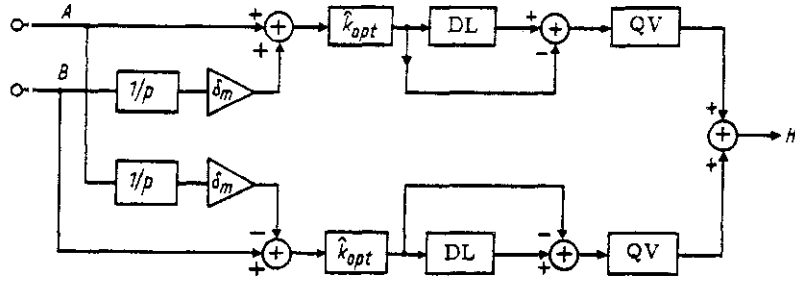 A + k̂opt DL + QV
+ −
B 1/p δm
+ H
+
1/p δm
− −
+ k̂opt DL + QV